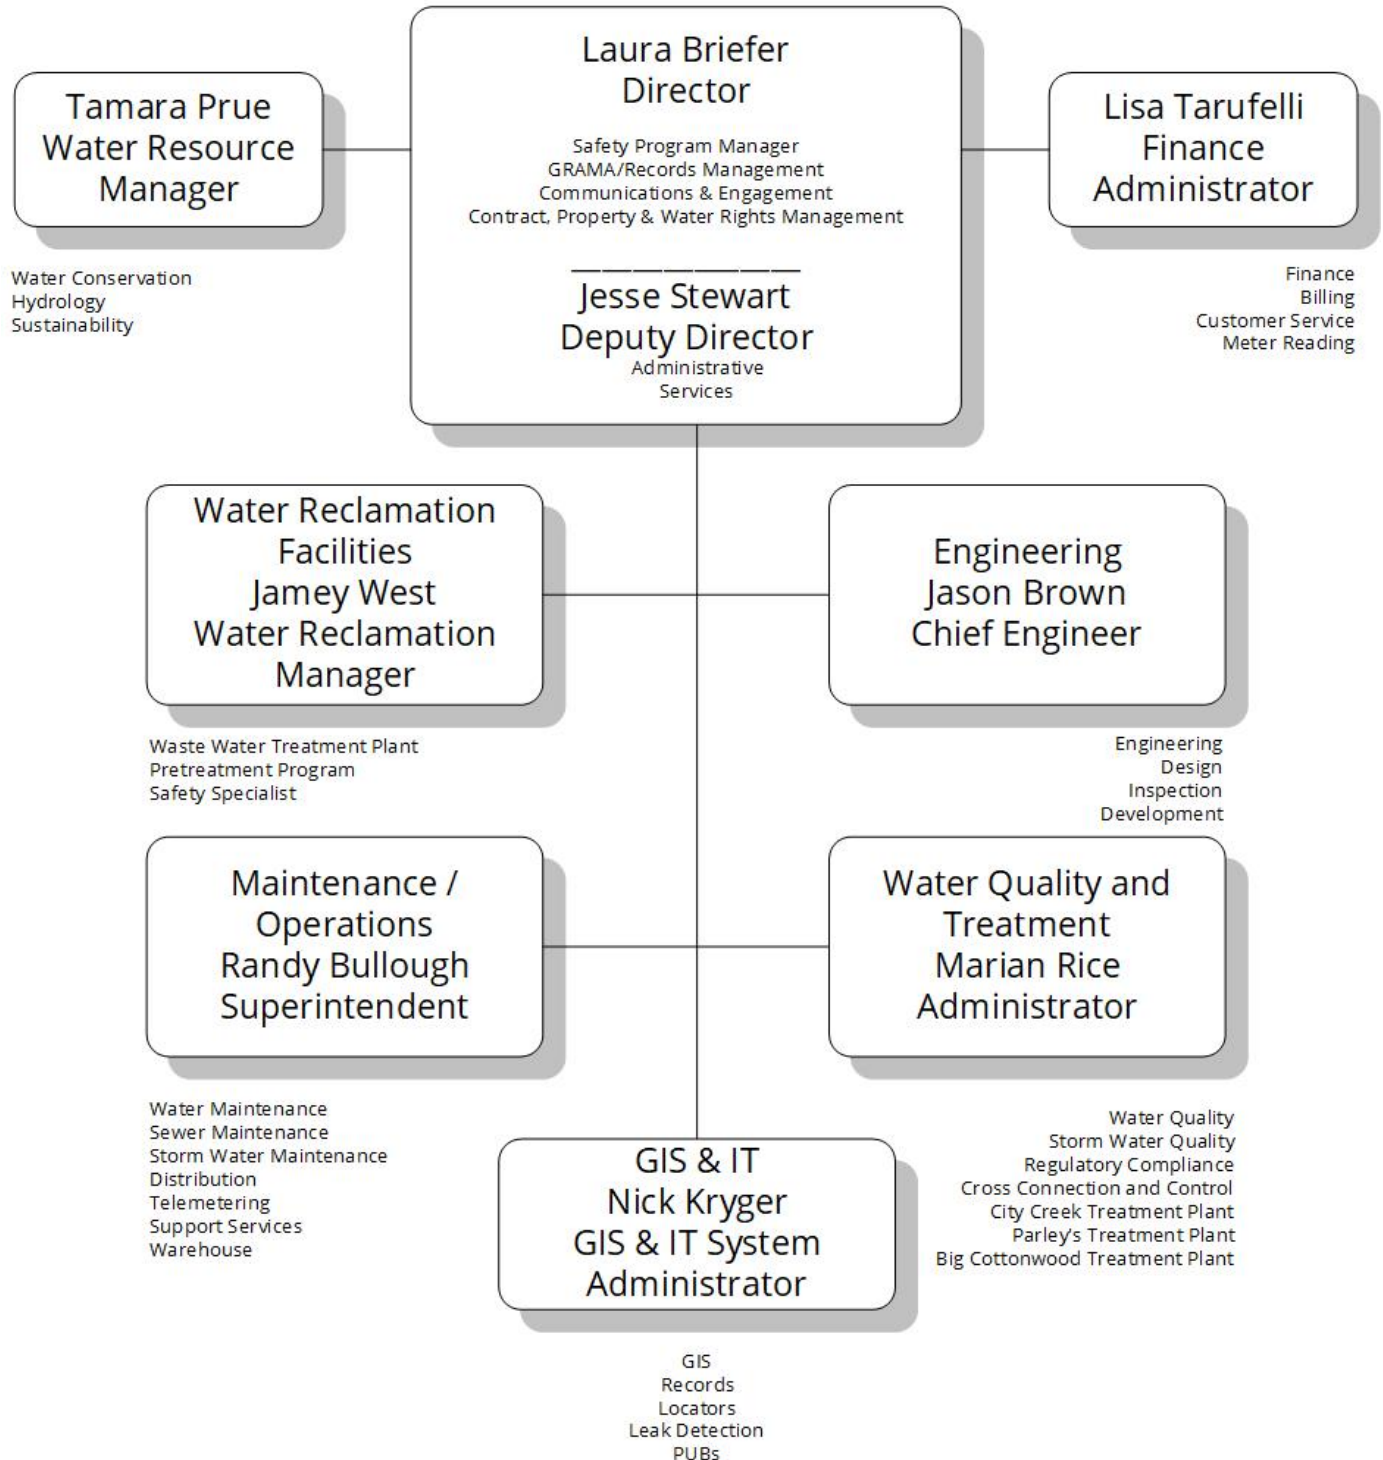 Laura Briefer
Director
Safety Program Manager
GRAMA/Records Management
Communications & Engagement
Contract, Property & Water Rights Management
Jesse Stewart
Deputy Director
Administrative
Services
Tamara Prue
Water Resource
Manager
Water Conservation
Hydrology
Sustainability
Lisa Tarufelli
Finance
Administrator
Finance
Billing
Customer Service
Meter Reading
Water Reclamation
Facilities
Jamey West
Water Reclamation
Manager
Waste Water Treatment Plant
Pretreatment Program
Safety Specialist
Engineering
Jason Brown
Chief Engineer
Engineering
Design
Inspection
Development
Maintenance /
Operations
Randy Bullough
Superintendent
Water Maintenance
Sewer Maintenance
Storm Water Maintenance
Distribution
Telemetering
Support Services
Warehouse
Water Quality and
Treatment
Marian Rice
Administrator
Water Quality
Storm Water Quality
Regulatory Compliance
Cross Connection and Control
City Creek Treatment Plant
Parley's Treatment Plant
Big Cottonwood Treatment Plant
GIS & IT
Nick Kryger
GIS & IT System
Administrator
GIS
Records
Locators
Leak Detection
PUBs